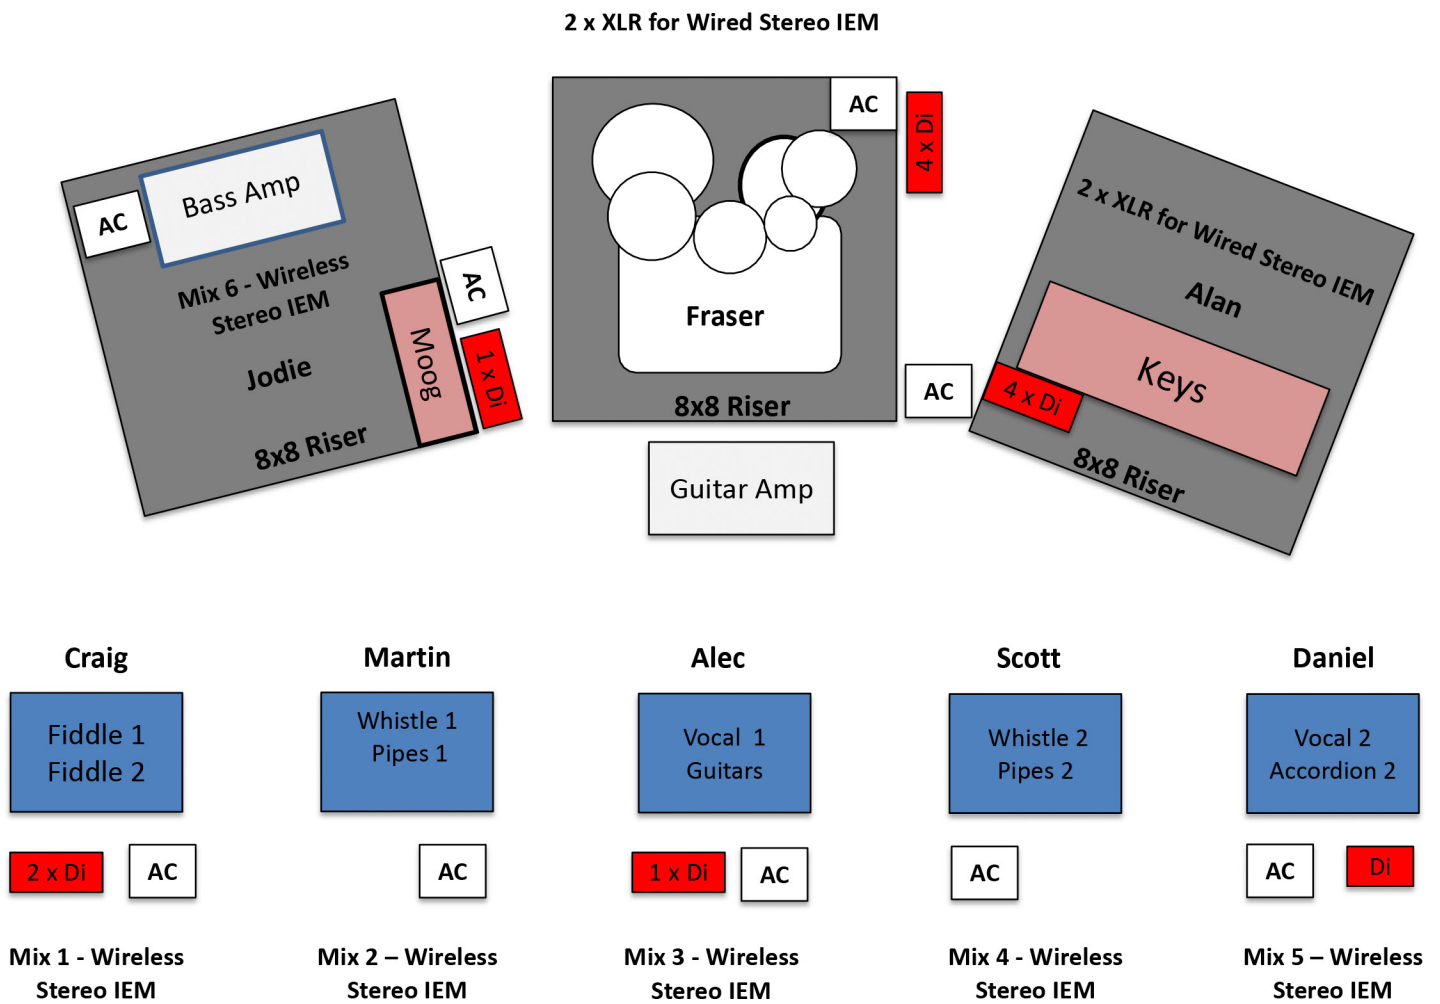 2 x XLR for Wired Stereo IEM
Bass Amp
AC
Mix 6 - Wireless
Stereo IEM
Jodie
8x8 Riser
AC
Moog
1 x Di
AC
4 x Di
Fraser
8x8 Riser
Guitar Amp
AC
2 x XLR for Wired Stereo IEM
Alan
Keys
4 x Di
8x8 Riser
Craig
Fiddle 1
Fiddle 2
2 x Di
AC
Mix 1 - Wireless
Stereo IEM
Martin
Whistle 1
Pipes 1
AC
Mix 2 – Wireless
Stereo IEM
Alec
Vocal  1
Guitars
1 x Di
AC
Mix 3 - Wireless
Stereo IEM
Scott
Whistle 2
Pipes 2
AC
Mix 4 - Wireless
Stereo IEM
Daniel
Vocal 2
Accordion 2
AC
Di
Mix 5 – Wireless
Stereo IEM